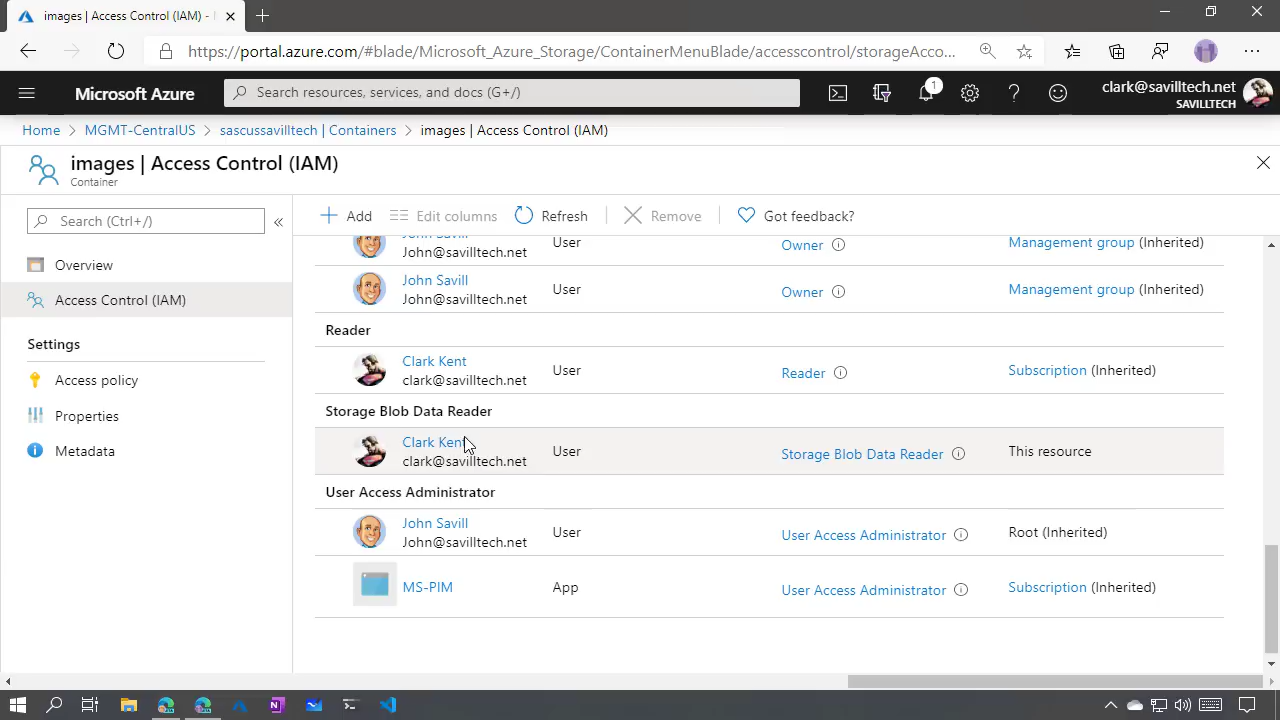 images | Access Control (IAM) -
https://portal.azure.com/#blade/Microsoft_Azure_Storage/ContainerMenuBlade/accesscontrol/storageAcco...
Microsoft Azure
Search resources, services, and docs (G+/)
1
clark@savilltech.net
SAVILLTECH
Home > MGMT-CentralUS > sascussavilltech | Containers > images | Access Control (IAM)
images | Access Control (IAM)
Container
Search (Ctrl+/)
Overview
Access Control (IAM)
Settings
Access policy
Properties
Metadata
Add
Edit columns
Refresh
Remove
Got feedback?
John Savill
John@savilltech.net
User
Owner
Management group (Inherited)
John Savill
John@savilltech.net
User
Owner
Management group (Inherited)
Reader
Clark Kent
clark@savilltech.net
User
Reader
Subscription (Inherited)
Storage Blob Data Reader
Clark Kent
clark@savilltech.net
User
Storage Blob Data Reader
This resource
User Access Administrator
John Savill
John@savilltech.net
User
User Access Administrator
Root (Inherited)
MS-PIM
App
User Access Administrator
Subscription (Inherited)